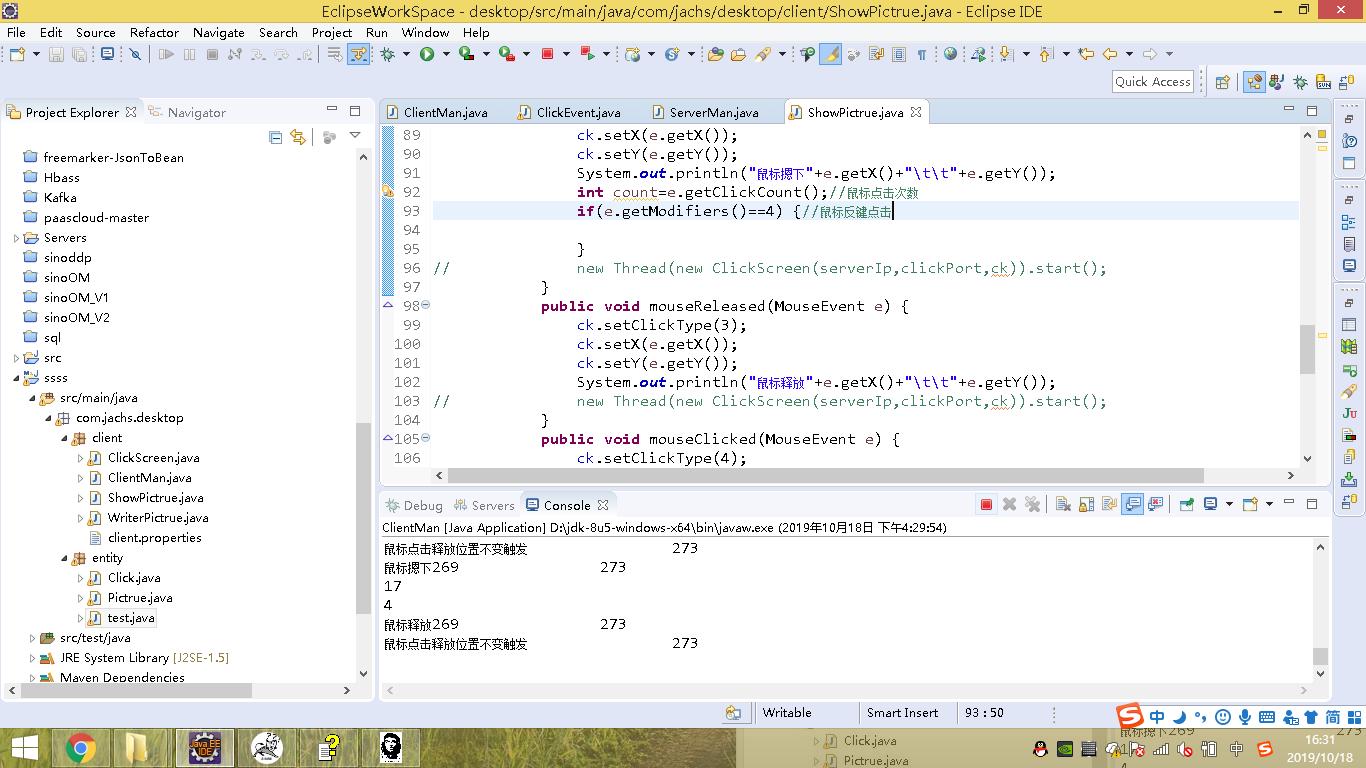 EclipseWorkSpace - desktop/src/main/java/com/jachs/desktop/client/ShowPictrue.java - Eclipse IDE
File Edit Source Refactor Navigate Search Project Run Window Help
Quick Access
Project Explorer Navigator
freemarker-JsonToBean
Hbass
Kafka
paascloud-master
Servers
sinoddp
sinoOM
sinoOM_V1
sinoOM_V2
sql
src
ssss
src/main/java
com.jachs.desktop
client
ClickScreen.java
ClientMan.java
ShowPictrue.java
WriterPictrue.java
client.properties
entity
Click.java
Pictrue.java
test.java
src/test/java
JRE System Library [J2SE-1.5]
Maven Dependencies
ClientMan.java ClickEvent.java ServerMan.java ShowPictrue.java
89 ck.setX(e.getX());
90 ck.setY(e.getY());
91 System.out.println("鼠标摁下"+e.getX()+"\t\t"+e.getY());
92 int count=e.getClickCount();//鼠标点击次数
93 if(e.getModifiers()==4) {//鼠标反键点击
94
95 }
96 // new Thread(new ClickScreen(serverIp,clickPort,ck)).start();
97 }
98 public void mouseReleased(MouseEvent e) {
99 ck.setClickType(3);
100 ck.setX(e.getX());
101 ck.setY(e.getY());
102 System.out.println("鼠标释放"+e.getX()+"\t\t"+e.getY());
103 // new Thread(new ClickScreen(serverIp,clickPort,ck)).start();
104 }
105 public void mouseClicked(MouseEvent e) {
106 ck.setClickType(4);
Debug Servers Console
ClientMan [Java Application] D:\jdk-8u5-windows-x64\bin\javaw.exe (2019年10月18日 下午4:29:54)
鼠标点击释放位置不变触发 273
鼠标摁下269 273
17
4
鼠标释放269 273
鼠标点击释放位置不变触发 273
Writable Smart Insert 93 : 50
中 简
Java EE
IDE
Click.java
Pictrue.java
鼠标摁下269 273
中
16:31
2019/10/18